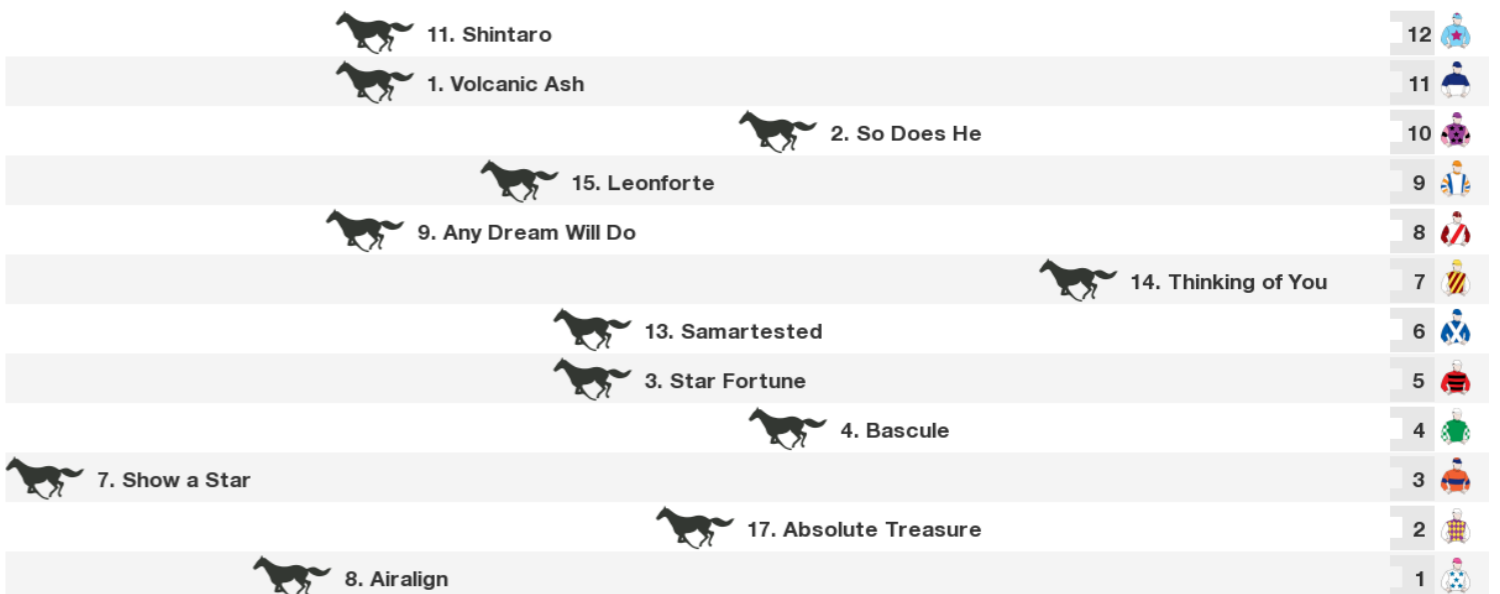 11. Shintaro 12
1. Volcanic Ash 11
2. So Does He 10
15. Leonforte 9
9. Any Dream Will Do 8
14. Thinking of You 7
13. Samartested 6
3. Star Fortune 5
4. Bascule 4
7. Show a Star 3
17. Absolute Treasure 2
8. Airalign 1